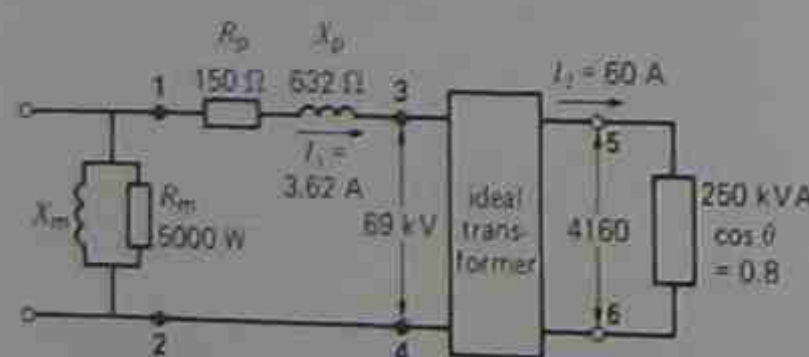 Rp Xp
150 Ω 632 Ω
I₁ =
3.62 A
I₂ = 60 A
1
3
5
Xm
Rm
5000 W
69 kV
ideal
trans-
former
4160
250 kVA
cos θ
= 0.8
2
4
6